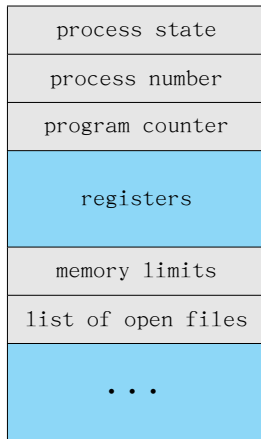 process state
process number
program counter
registers
memory limits
list of open files
• • •